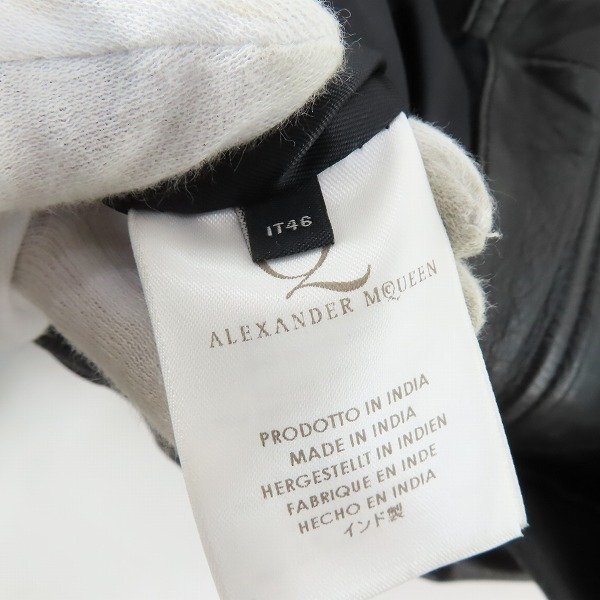 IT46
Q
ALEXANDER McQUEEN
PRODOTTO IN INDIA
MADE IN INDIA
HERGESTELLT IN INDIEN
FABRIQUE EN INDE
HECHO EN INDIA
インド製